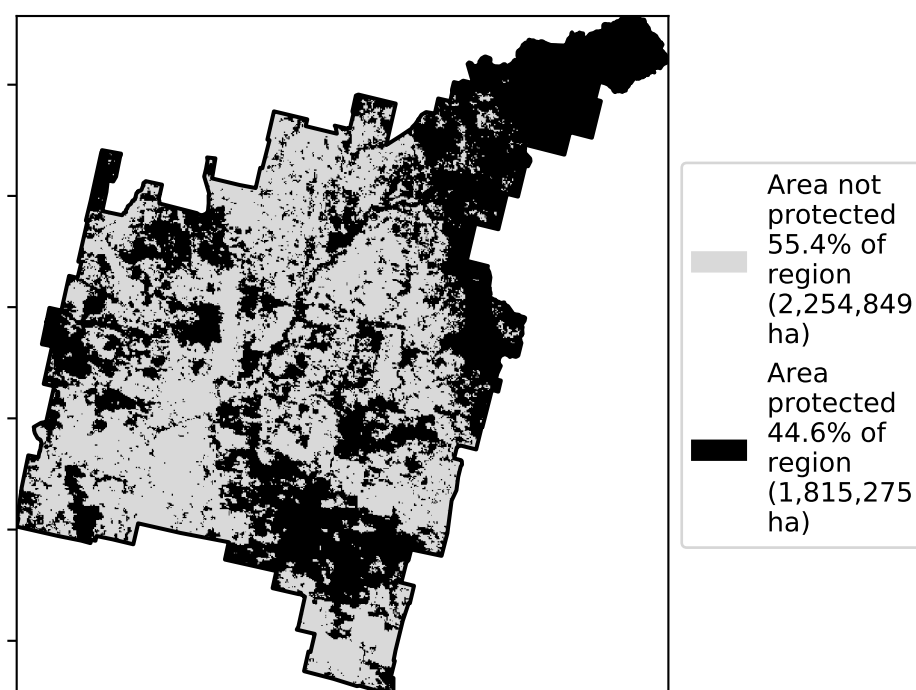 Area not
protected
55.4% of
region
(2,254,849
ha)
Area
protected
44.6% of
region
(1,815,275
ha)